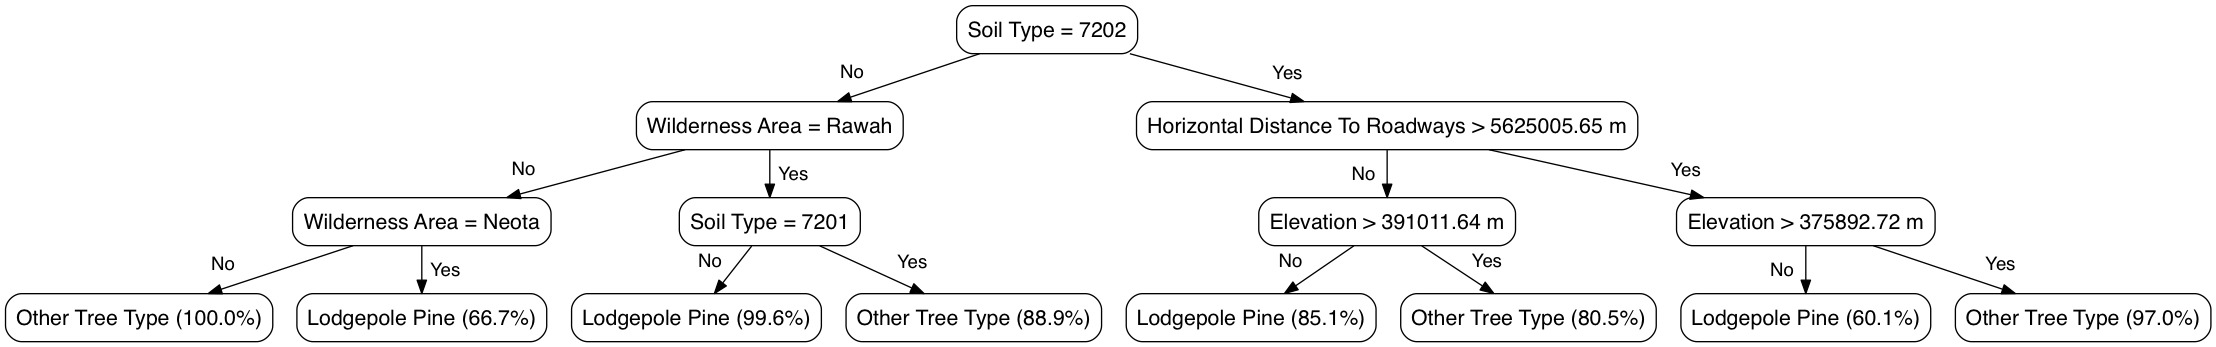 Soil Type = 7202
No
Yes
Wilderness Area = Rawah
Horizontal Distance To Roadways > 5625005.65 m
No
Yes
No
Yes
Wilderness Area = Neota
Soil Type = 7201
Elevation > 391011.64 m
Elevation > 375892.72 m
No
Yes
No
Yes
No
Yes
No
Yes
Other Tree Type (100.0%)
Lodgepole Pine (66.7%)
Lodgepole Pine (99.6%)
Other Tree Type (88.9%)
Lodgepole Pine (85.1%)
Other Tree Type (80.5%)
Lodgepole Pine (60.1%)
Other Tree Type (97.0%)